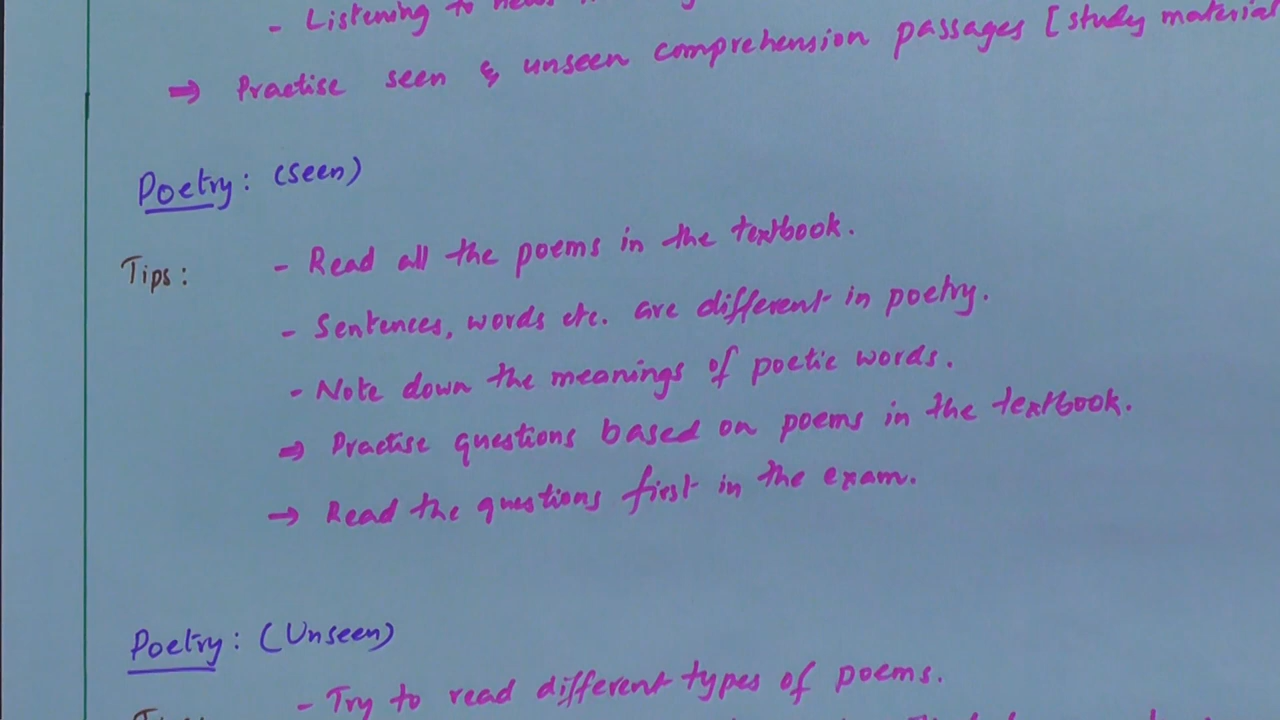 - Listening to news
⇒ Practise seen & unseen comprehension passages [study material
Poetry: (Seen)
Tips: - Read all the poems in the textbook.
- Sentences, words etc. are different in poetry.
- Note down the meanings of poetic words.
⇒ Practise questions based on poems in the textbook.
→ Read the questions first in the exam.
Poetry: (Unseen)
- Try to read different types of poems.